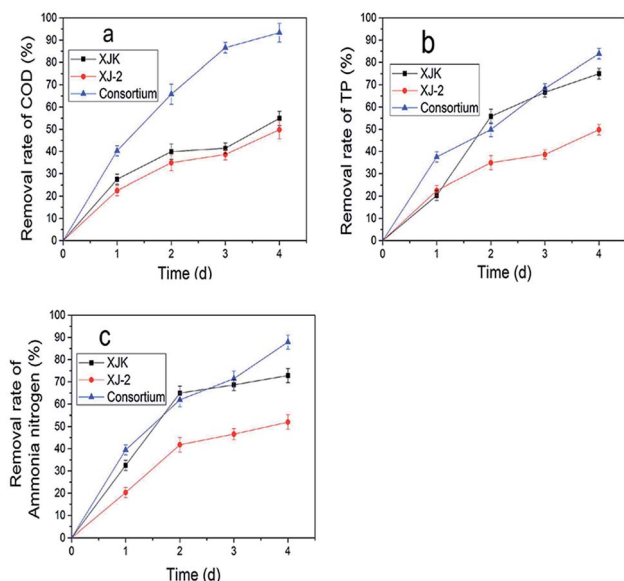 a
XJK
XJ-2
Consortium
Removal rate of COD (%)
100
90
80
70
60
50
40
30
20
10
0
0
1
2
3
4
Time (d)
b
XJK
XJ-2
Consortium
Removal rate of TP (%)
100
90
80
70
60
50
40
30
20
10
0
0
1
2
3
4
Time (d)
c
XJK
XJ-2
Consortium
Removal rate of
Ammonia nitrogen (%)
100
90
80
70
60
50
40
30
20
10
0
0
1
2
3
4
Time (d)